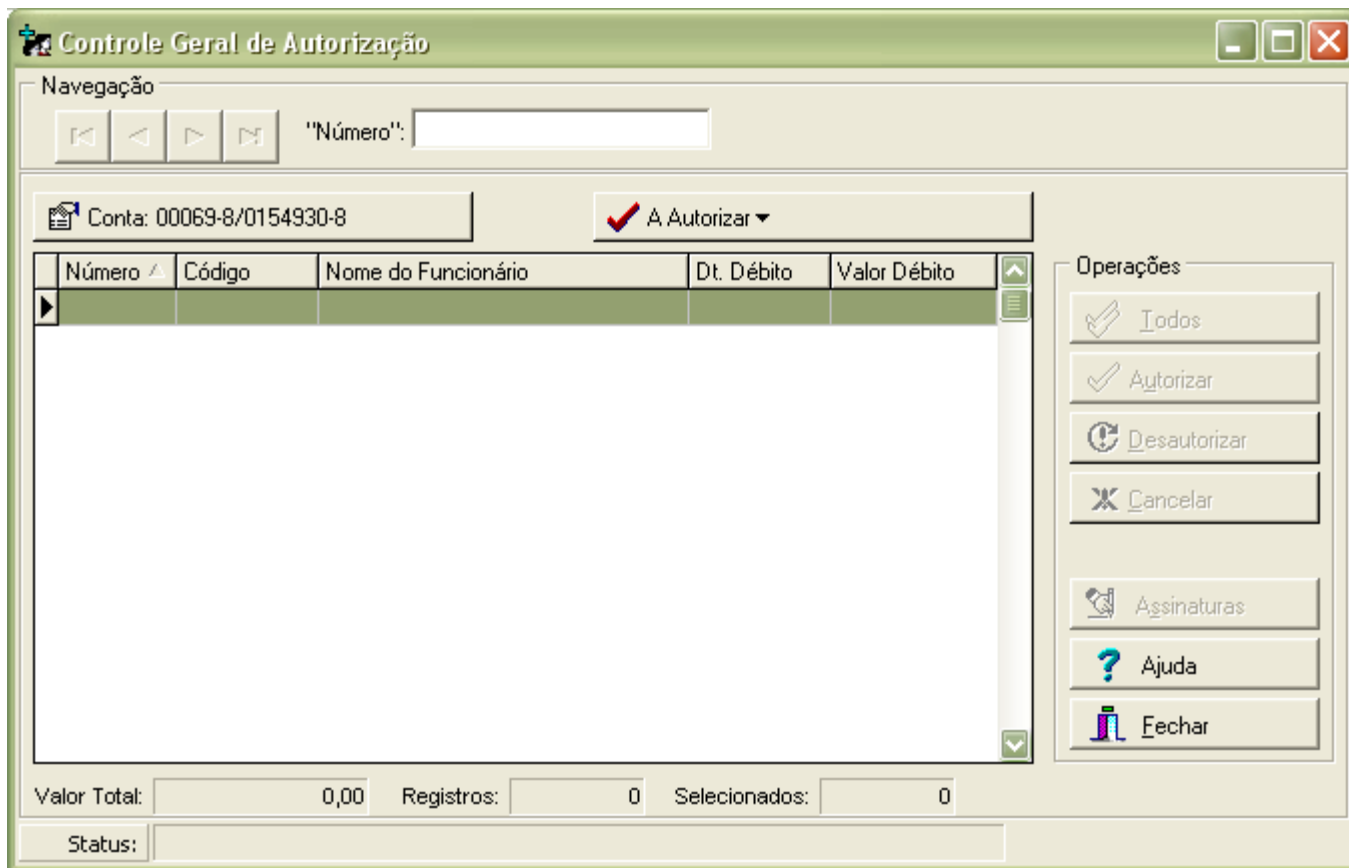 Controle Geral de Autorização
Navegação
"Número":
Conta: 00069-8/0154930-8
A Autorizar
Número Código Nome do Funcionário Dt. Débito Valor Débito
Operações
Todos
Autorizar
Desautorizar
Cancelar
Assinaturas
Ajuda
Fechar
Valor Total: 0,00 Registros: 0 Selecionados: 0
Status: